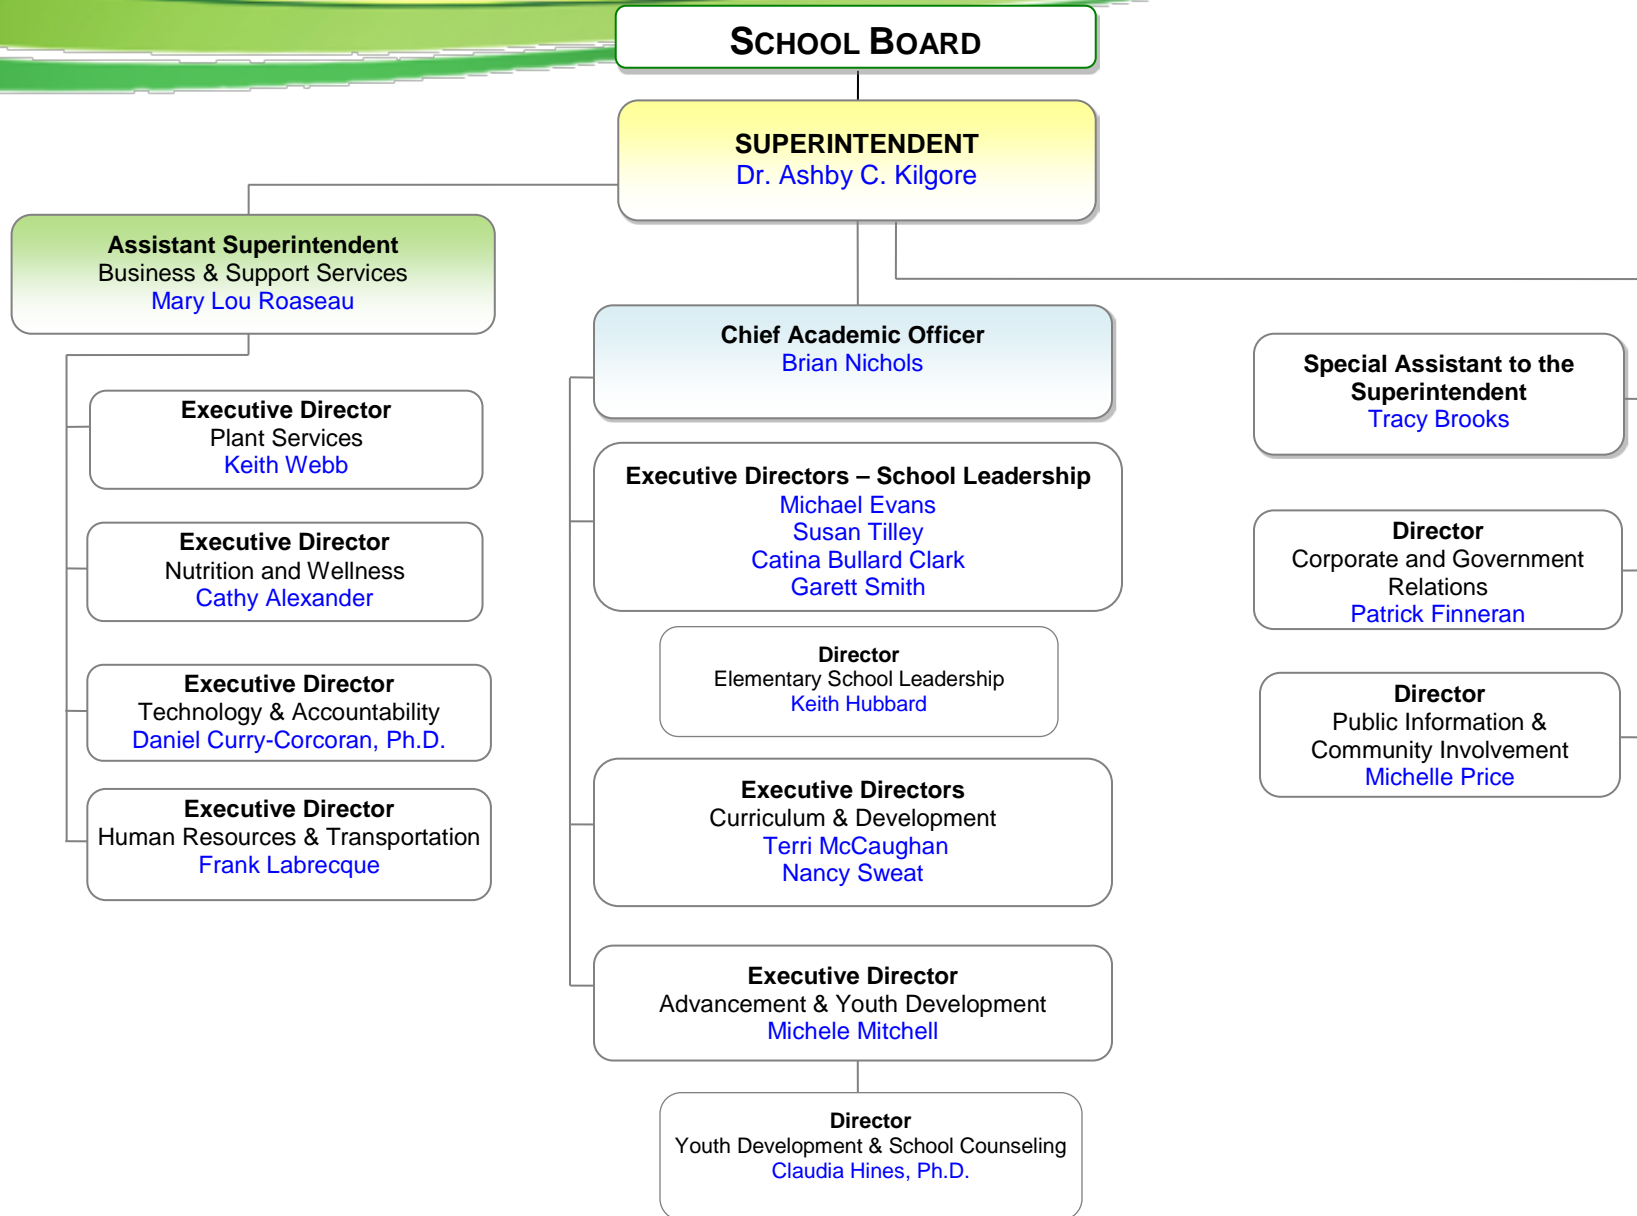 SCHOOL BOARD
SUPERINTENDENT
Dr. Ashby C. Kilgore
Assistant Superintendent
Business & Support Services
Mary Lou Roaseau
Executive Director
Plant Services
Keith Webb
Executive Director
Nutrition and Wellness
Cathy Alexander
Executive Director
Technology & Accountability
Daniel Curry-Corcoran, Ph.D.
Executive Director
Human Resources & Transportation
Frank Labrecque
Chief Academic Officer
Brian Nichols
Executive Directors – School Leadership
Michael Evans
Susan Tilley
Catina Bullard Clark
Garett Smith
Director
Elementary School Leadership
Keith Hubbard
Executive Directors
Curriculum & Development
Terri McCaughan
Nancy Sweat
Executive Director
Advancement & Youth Development
Michele Mitchell
Director
Youth Development & School Counseling
Claudia Hines, Ph.D.
Special Assistant to the
Superintendent
Tracy Brooks
Director
Corporate and Government
Relations
Patrick Finneran
Director
Public Information &
Community Involvement
Michelle Price